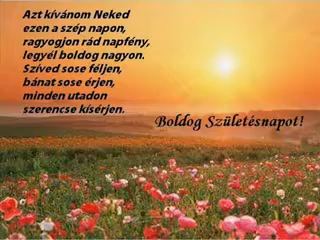 Azt kívánom Neked
ezen a szép napon,
ragyogjon rád napfény,
legyél boldog nagyon.
Szíved sose féljen,
bánat sose érjen,
minden utadon
szerencse kísérjen.
Boldog Születésnapot!